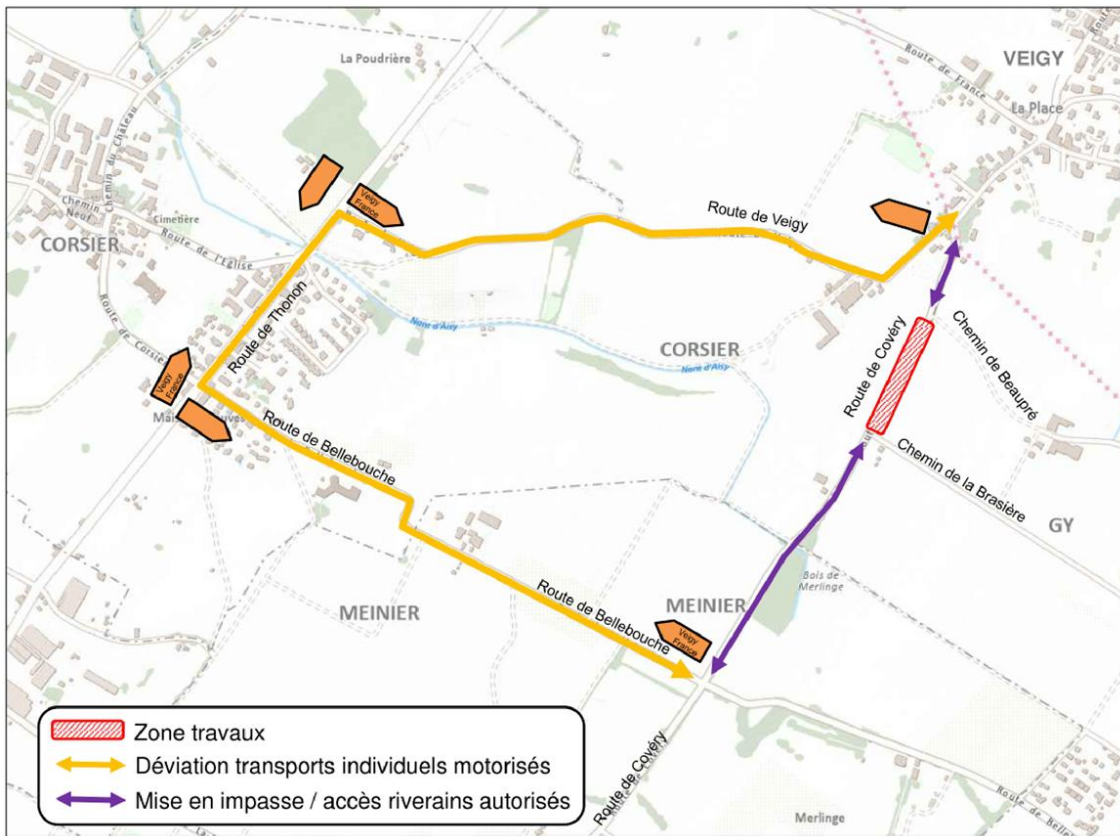 VEIGY
La Poudrière
Route de France
La Place
Chemin du Château
Veigy
France
Chemin
Neuf
Cimetière
Route de Veigy
CORSIER
Route de l'Eglise
Route de Thonon
Nant d'Aisy
CORSIER
Nant d'Aisy
Route de Covéry
Chemin de Beaupré
Route de Corsier
Veigy
France
Route de Bellebouche
Chemin de la Brasière
GY
Bois de
Merlinge
MEINIER
MEINIER
Route de Bellebouche
Veigy
France
Route de Covéry
Merlinge
Zone travaux
Déviation transports individuels motorisés
Mise en impasse / accès riverains autorisés